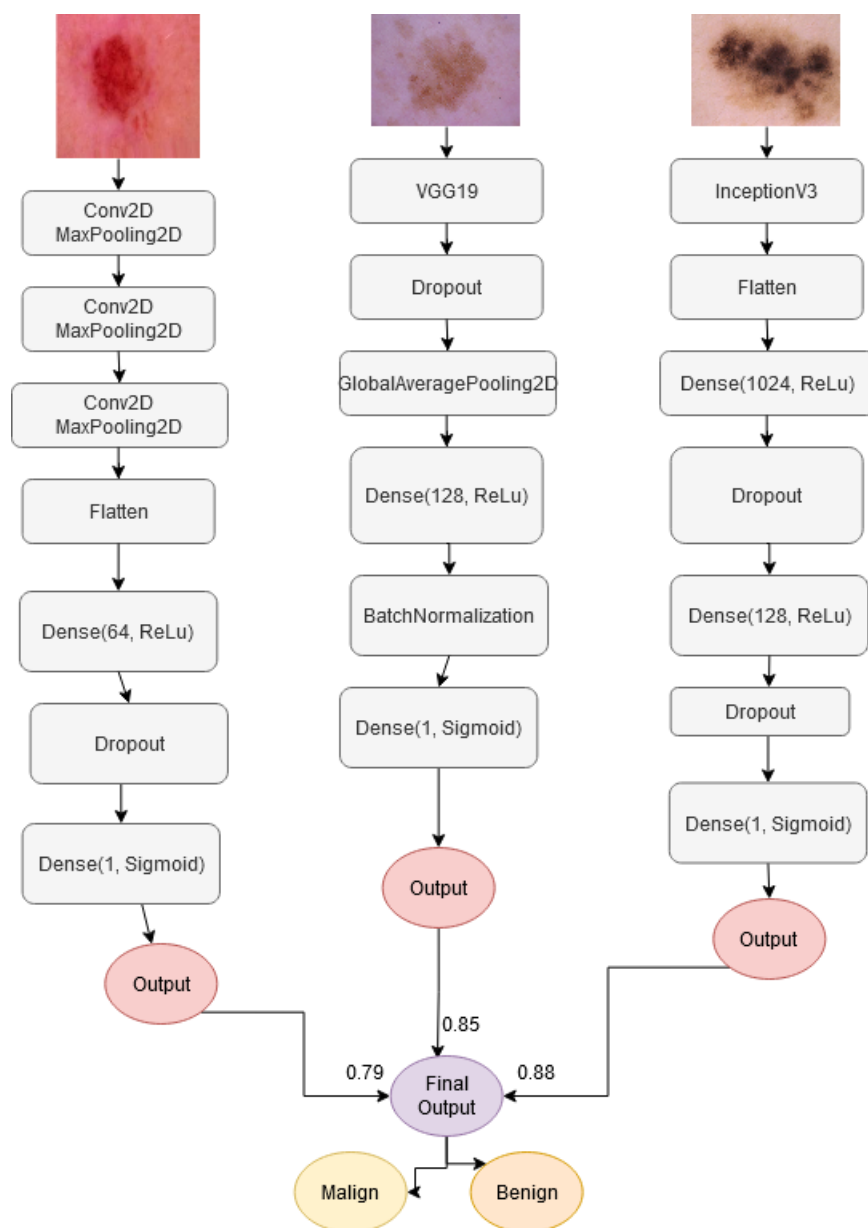 Conv2D
MaxPooling2D
Conv2D
MaxPooling2D
Conv2D
MaxPooling2D
Flatten
Dense(64, ReLu)
Dropout
Dense(1, Sigmoid)
Output
VGG19
Dropout
GlobalAveragePooling2D
Dense(128, ReLu)
BatchNormalization
Dense(1, Sigmoid)
Output
InceptionV3
Flatten
Dense(1024, ReLu)
Dropout
Dense(128, ReLu)
Dropout
Dense(1, Sigmoid)
Output
0.79
0.85
0.88
Final
Output
Malign
Benign